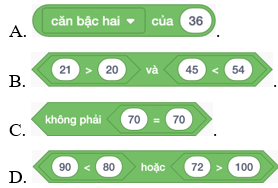 A. căn bậc hai của 36 .
B. 21 > 20 và 45 < 54 .
C. không phải 70 = 70 .
D. 90 < 80 hoặc 72 > 100